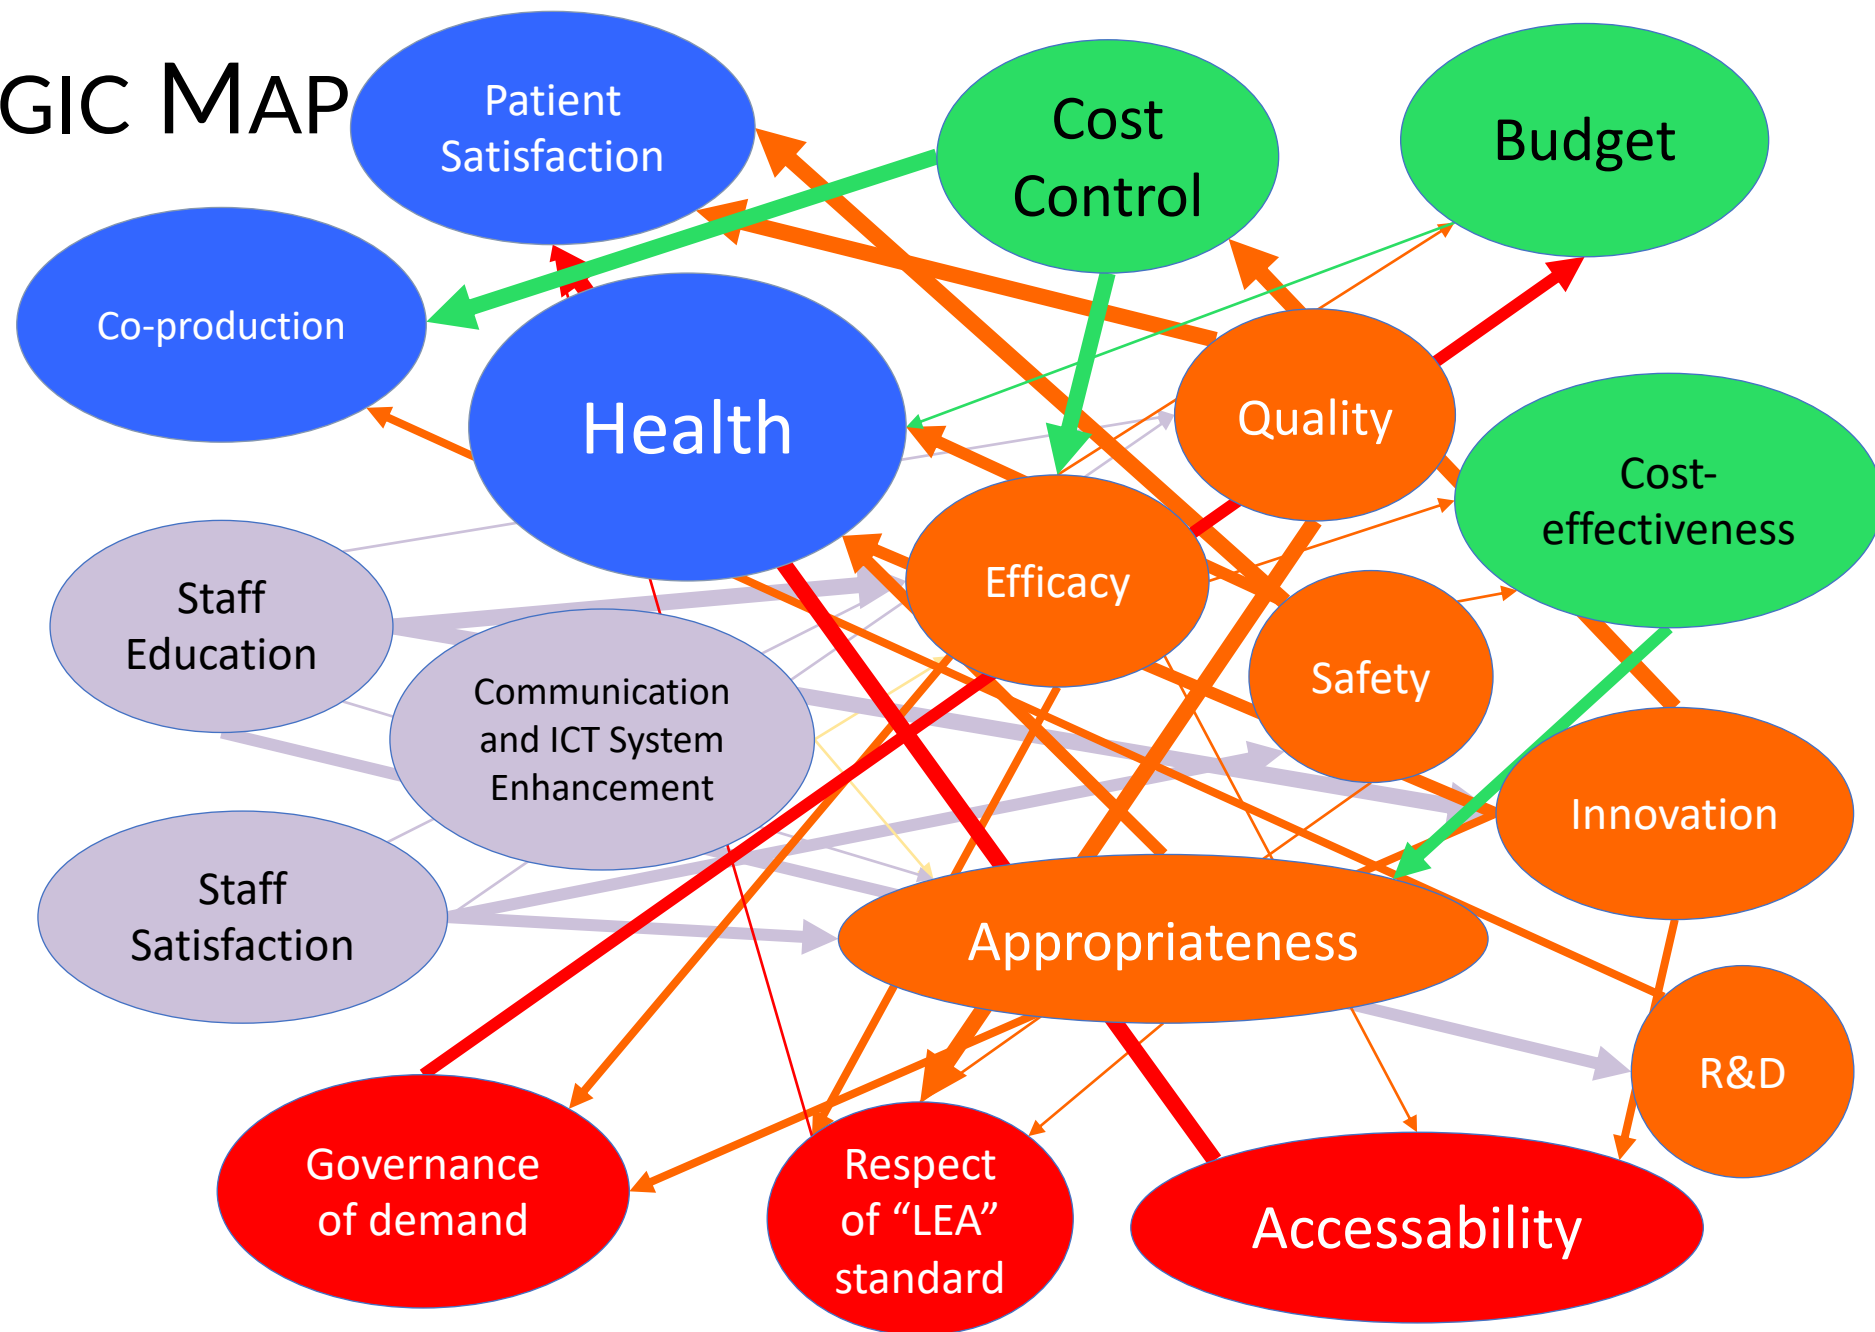 GIC MAP
Patient
Satisfaction
Cost
Control
Budget
Co-production
Health
Quality
Cost-
effectiveness
Efficacy
Staff
Education
Safety
Communication
and ICT System
Enhancement
Innovation
Staff
Satisfaction
Appropriateness
R&D
Governance
of demand
Respect
of “LEA”
standard
Accessability